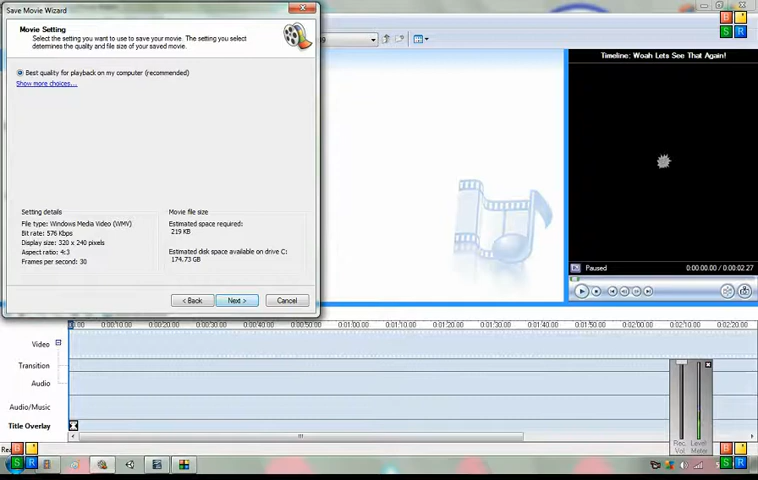 Save Movie Wizard
Movie Setting
Select the setting you want to use to save your movie. The setting you select
determines the quality and file size of your saved movie.
Best quality for playback on my computer (recommended)
Show more choices...
Setting details
File type: Windows Media Video (WMV)
Bit rate: 576 Kbps
Display size: 320 x 240 pixels
Aspect ratio: 4:3
Frames per second: 30
Movie file size
Estimated space required:
219 KB
Estimated disk space available on drive C:
174.73 GB
< Back
Next >
Cancel
Timeline: Woah Lets See That Again!
Paused
0:00:00.00 / 0:00:02.27
0:00:10.00 0:00:20.00 0:00:30.00 0:00:40.00 0:00:50.00 0:01:00.00 0:01:10.00 0:01:20.00 0:01:30.00 0:01:40.00 0:01:50.00 0:02:00.00 0:02:10.00 0:02:20.00
Video
Transition
Audio
Audio/Music
Title Overlay
Rec. Level
Vol Meter
B
S R
B
S R
B
S R